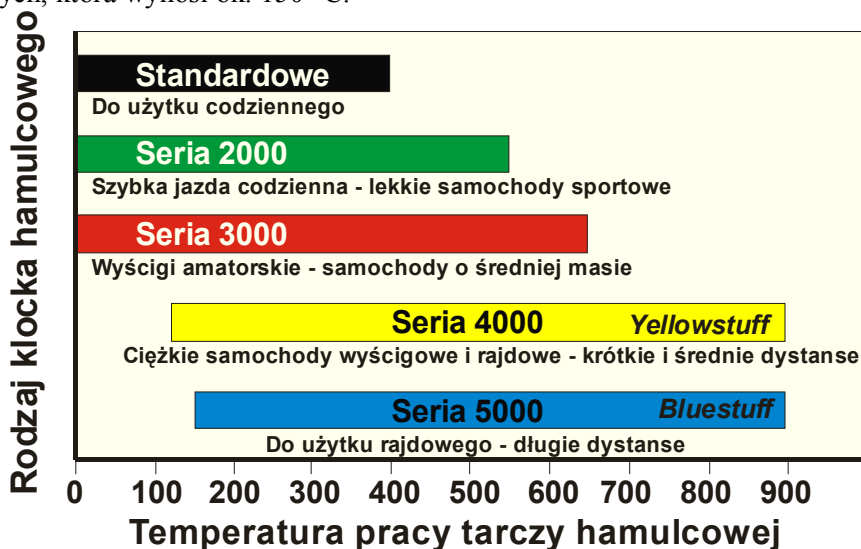 ok. 150 °C.
Rodzaj klocka hamulcowego
Standardowe
Do użytku codziennego
Seria 2000
Szybka jazda codzienna - lekkie samochody sportowe
Seria 3000
Wyścigi amatorskie - samochody o średniej masie
Seria 4000 Yellowstuff
Ciężkie samochody wyścigowe i rajdowe - krótkie i średnie dystanse
Seria 5000 Bluestuff
Do użytku rajdowego - długie dystanse
0 100 200 300 400 500 600 700 800 900
Temperatura pracy tarczy hamulcowej